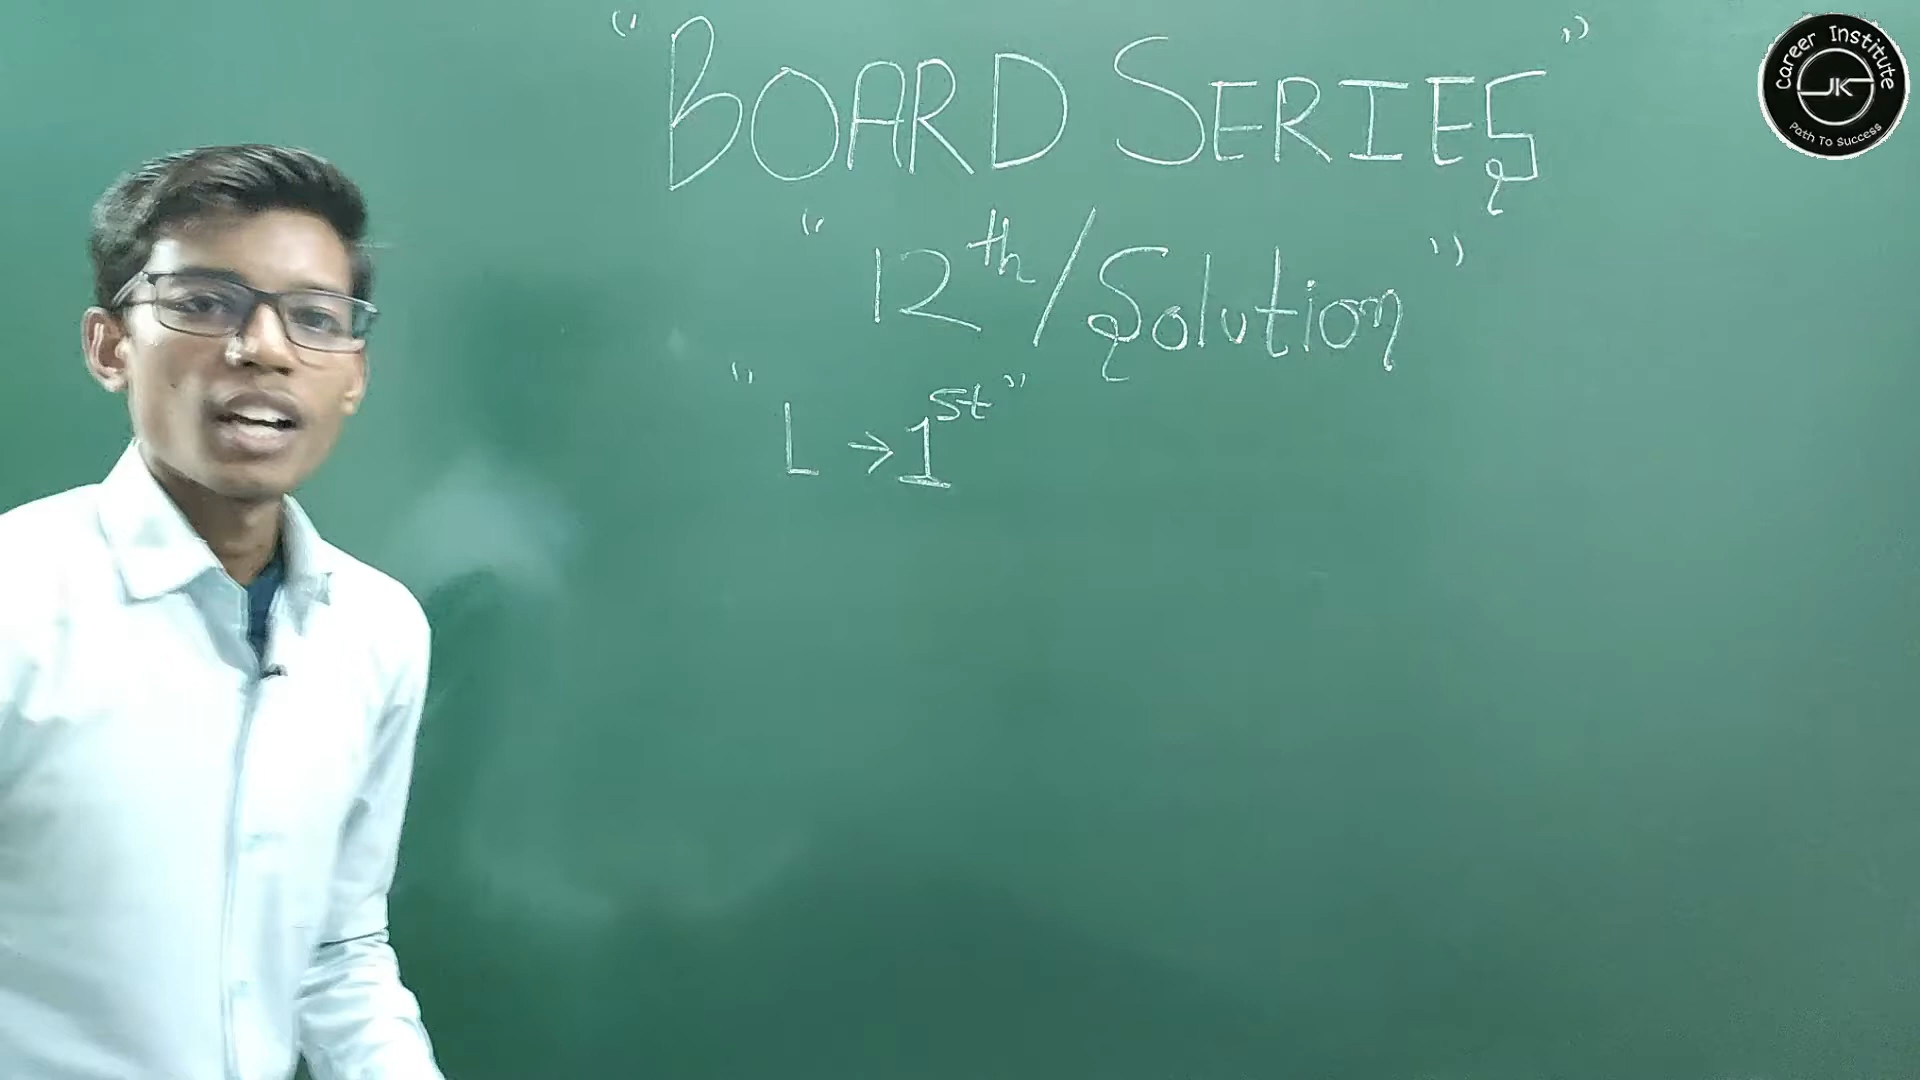 " BOARD SERIES "
" 12th/Solution "
" L → 1st "
Career Institute
JK
Path To Success